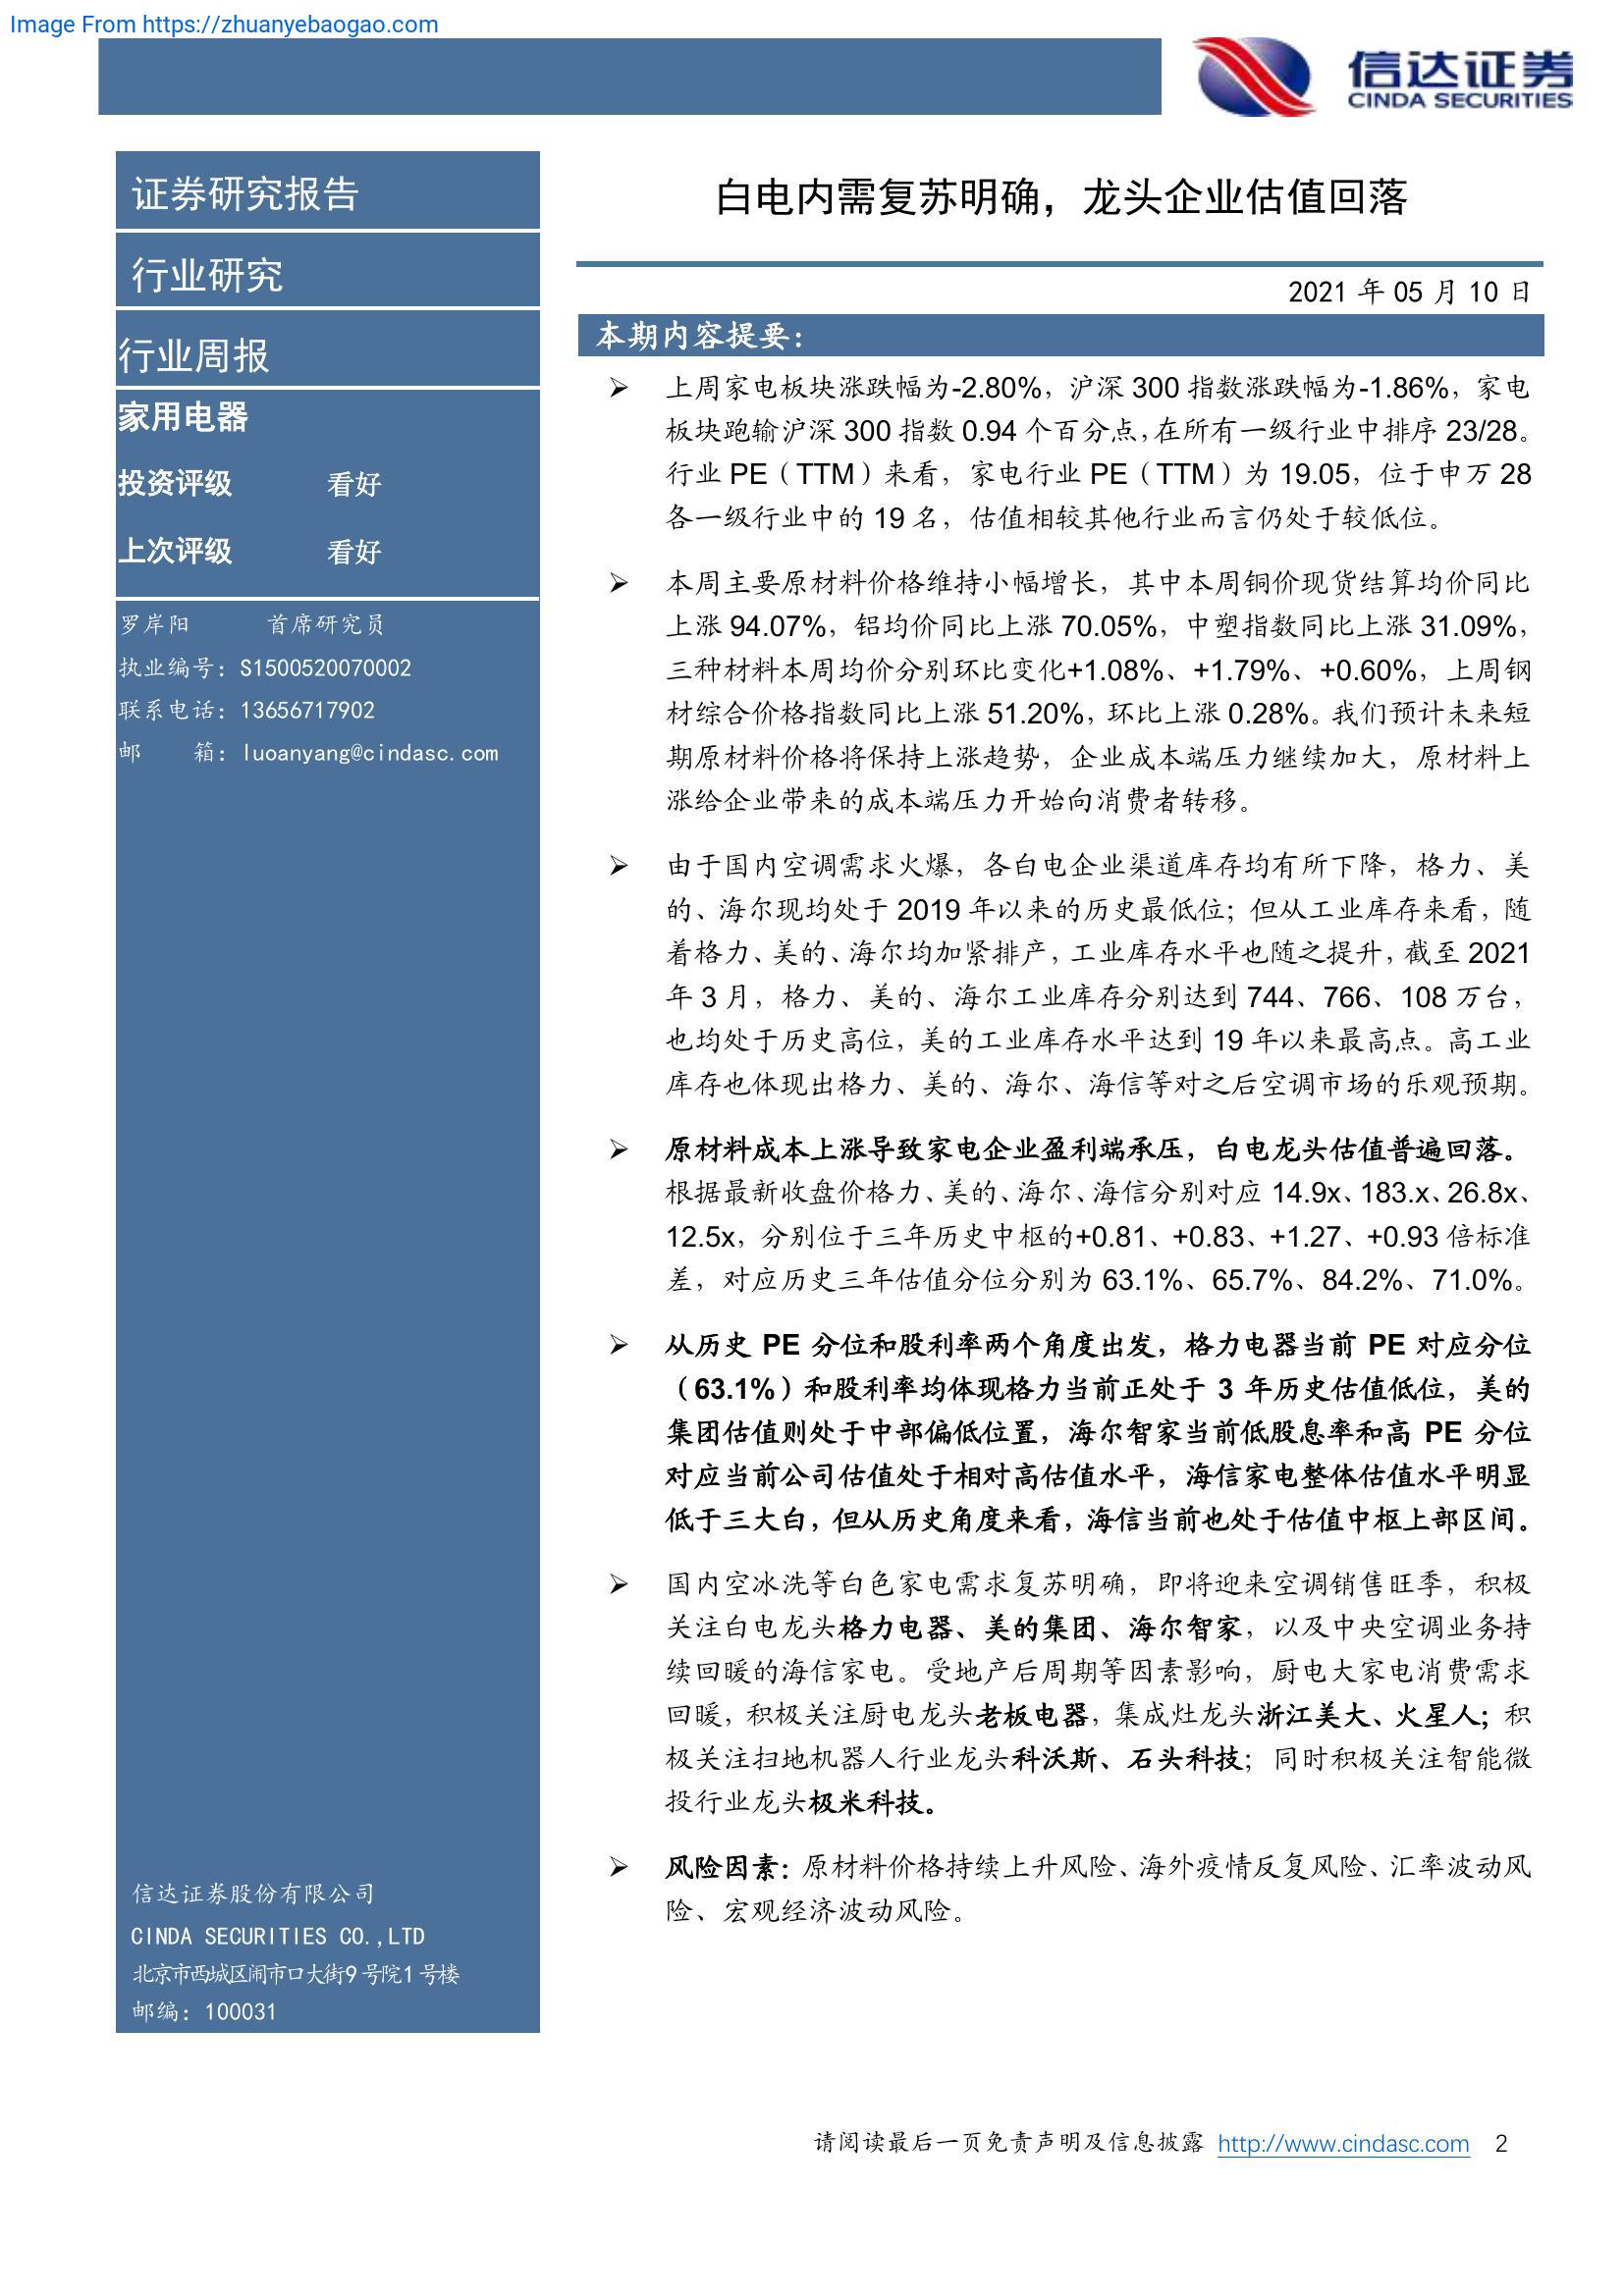 Image From https://zhuanyebaogao.com
信达证券
CINDA SECURITIES
证券研究报告
行业研究
行业周报
家用电器
投资评级 看好
上次评级 看好
罗岸阳 首席研究员
执业编号：S1500520070002
联系电话：13656717902
邮 箱：luoanyang@cindasc.com
信达证券股份有限公司
CINDA SECURITIES CO.,LTD
北京市西城区闹市口大街9号院1号楼
邮编：100031
白电内需复苏明确，龙头企业估值回落
2021 年 05 月 10 日
本期内容提要：
➢ 上周家电板块涨跌幅为-2.80%，沪深 300 指数涨跌幅为-1.86%，家电
板块跑输沪深 300 指数 0.94 个百分点，在所有一级行业中排序 23/28。
行业 PE（TTM）来看，家电行业 PE（TTM）为 19.05，位于申万 28
各一级行业中的 19 名，估值相较其他行业而言仍处于较低位。
➢ 本周主要原材料价格维持小幅增长，其中本周铜价现货结算均价同比
上涨 94.07%，铝均价同比上涨 70.05%，中塑指数同比上涨 31.09%，
三种材料本周均价分别环比变化+1.08%、+1.79%、+0.60%，上周钢
材综合价格指数同比上涨 51.20%，环比上涨 0.28%。我们预计未来短
期原材料价格将保持上涨趋势，企业成本端压力继续加大，原材料上
涨给企业带来的成本端压力开始向消费者转移。
➢ 由于国内空调需求火爆，各白电企业渠道库存均有所下降，格力、美
的、海尔现均处于 2019 年以来的历史最低位；但从工业库存来看，随
着格力、美的、海尔均加紧排产，工业库存水平也随之提升，截至 2021
年 3 月，格力、美的、海尔工业库存分别达到 744、766、108 万台，
也均处于历史高位，美的工业库存水平达到 19 年以来最高点。高工业
库存也体现出格力、美的、海尔、海信等对之后空调市场的乐观预期。
➢ 原材料成本上涨导致家电企业盈利端承压，白电龙头估值普遍回落。
根据最新收盘价格力、美的、海尔、海信分别对应 14.9x、183.x、26.8x、
12.5x，分别位于三年历史中枢的+0.81、+0.83、+1.27、+0.93 倍标准
差，对应历史三年估值分位分别为 63.1%、65.7%、84.2%、71.0%。
➢ 从历史 PE 分位和股利率两个角度出发，格力电器当前 PE 对应分位
（63.1%）和股利率均体现格力当前正处于 3 年历史估值低位，美的
集团估值则处于中部偏低位置，海尔智家当前低股息率和高 PE 分位
对应当前公司估值处于相对高估值水平，海信家电整体估值水平明显
低于三大白，但从历史角度来看，海信当前也处于估值中枢上部区间。
➢ 国内空冰洗等白色家电需求复苏明确，即将迎来空调销售旺季，积极
关注白电龙头格力电器、美的集团、海尔智家，以及中央空调业务持
续回暖的海信家电。受地产后周期等因素影响，厨电大家电消费需求
回暖，积极关注厨电龙头老板电器，集成灶龙头浙江美大、火星人；积
极关注扫地机器人行业龙头科沃斯、石头科技；同时积极关注智能微
投行业龙头极米科技。
➢ 风险因素：原材料价格持续上升风险、海外疫情反复风险、汇率波动风
险、宏观经济波动风险。
请阅读最后一页免责声明及信息披露 http://www.cindasc.com 2